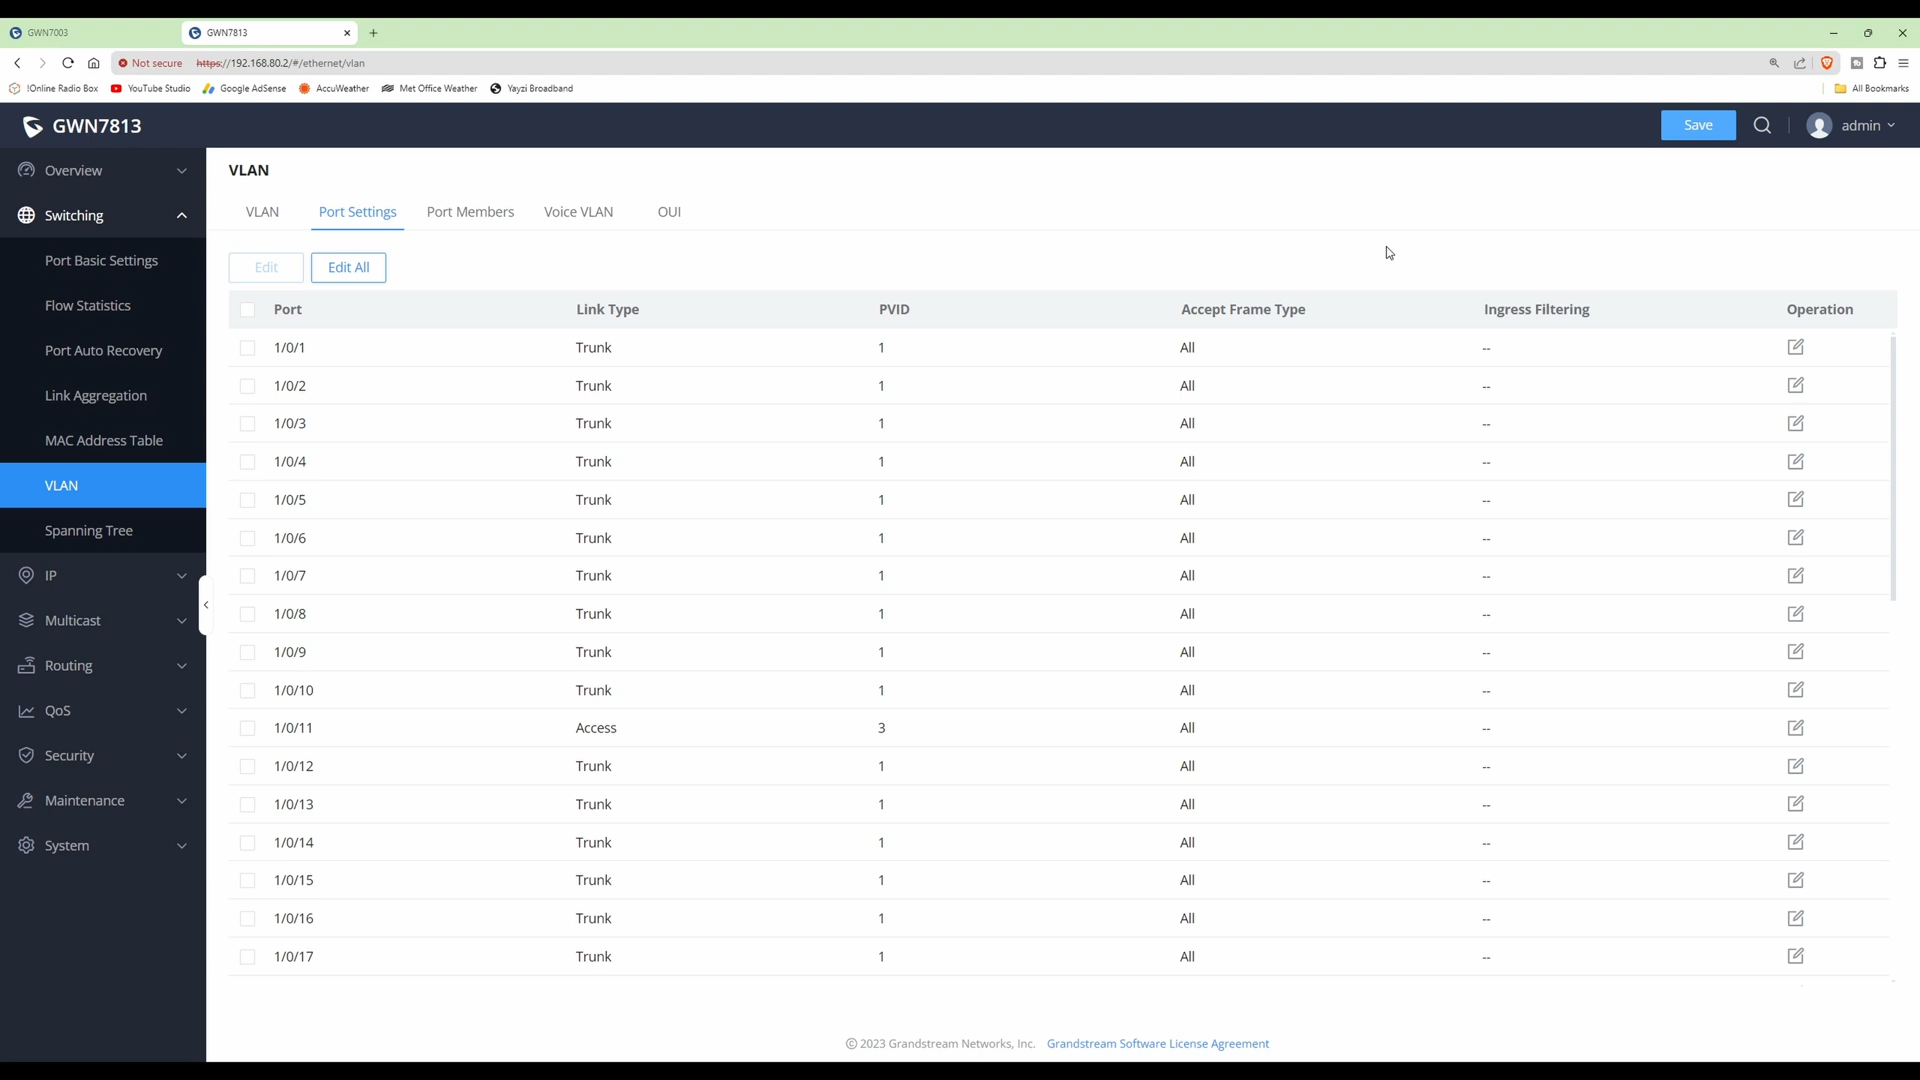 GWN7003
GWN7813
Not secure https://192.168.80.2/#/ethernet/vlan
!Online Radio Box YouTube Studio Google AdSense AccuWeather Met Office Weather Yayzi Broadband All Bookmarks
GWN7813 Save admin
Overview
Switching
Port Basic Settings
Flow Statistics
Port Auto Recovery
Link Aggregation
MAC Address Table
VLAN
Spanning Tree
IP
Multicast
Routing
QoS
Security
Maintenance
System
VLAN
VLAN Port Settings Port Members Voice VLAN OUI
Edit Edit All
Port Link Type PVID Accept Frame Type Ingress Filtering Operation
1/0/1 Trunk 1 All --
1/0/2 Trunk 1 All --
1/0/3 Trunk 1 All --
1/0/4 Trunk 1 All --
1/0/5 Trunk 1 All --
1/0/6 Trunk 1 All --
1/0/7 Trunk 1 All --
1/0/8 Trunk 1 All --
1/0/9 Trunk 1 All --
1/0/10 Trunk 1 All --
1/0/11 Access 3 All --
1/0/12 Trunk 1 All --
1/0/13 Trunk 1 All --
1/0/14 Trunk 1 All --
1/0/15 Trunk 1 All --
1/0/16 Trunk 1 All --
1/0/17 Trunk 1 All --
© 2023 Grandstream Networks, Inc. Grandstream Software License Agreement